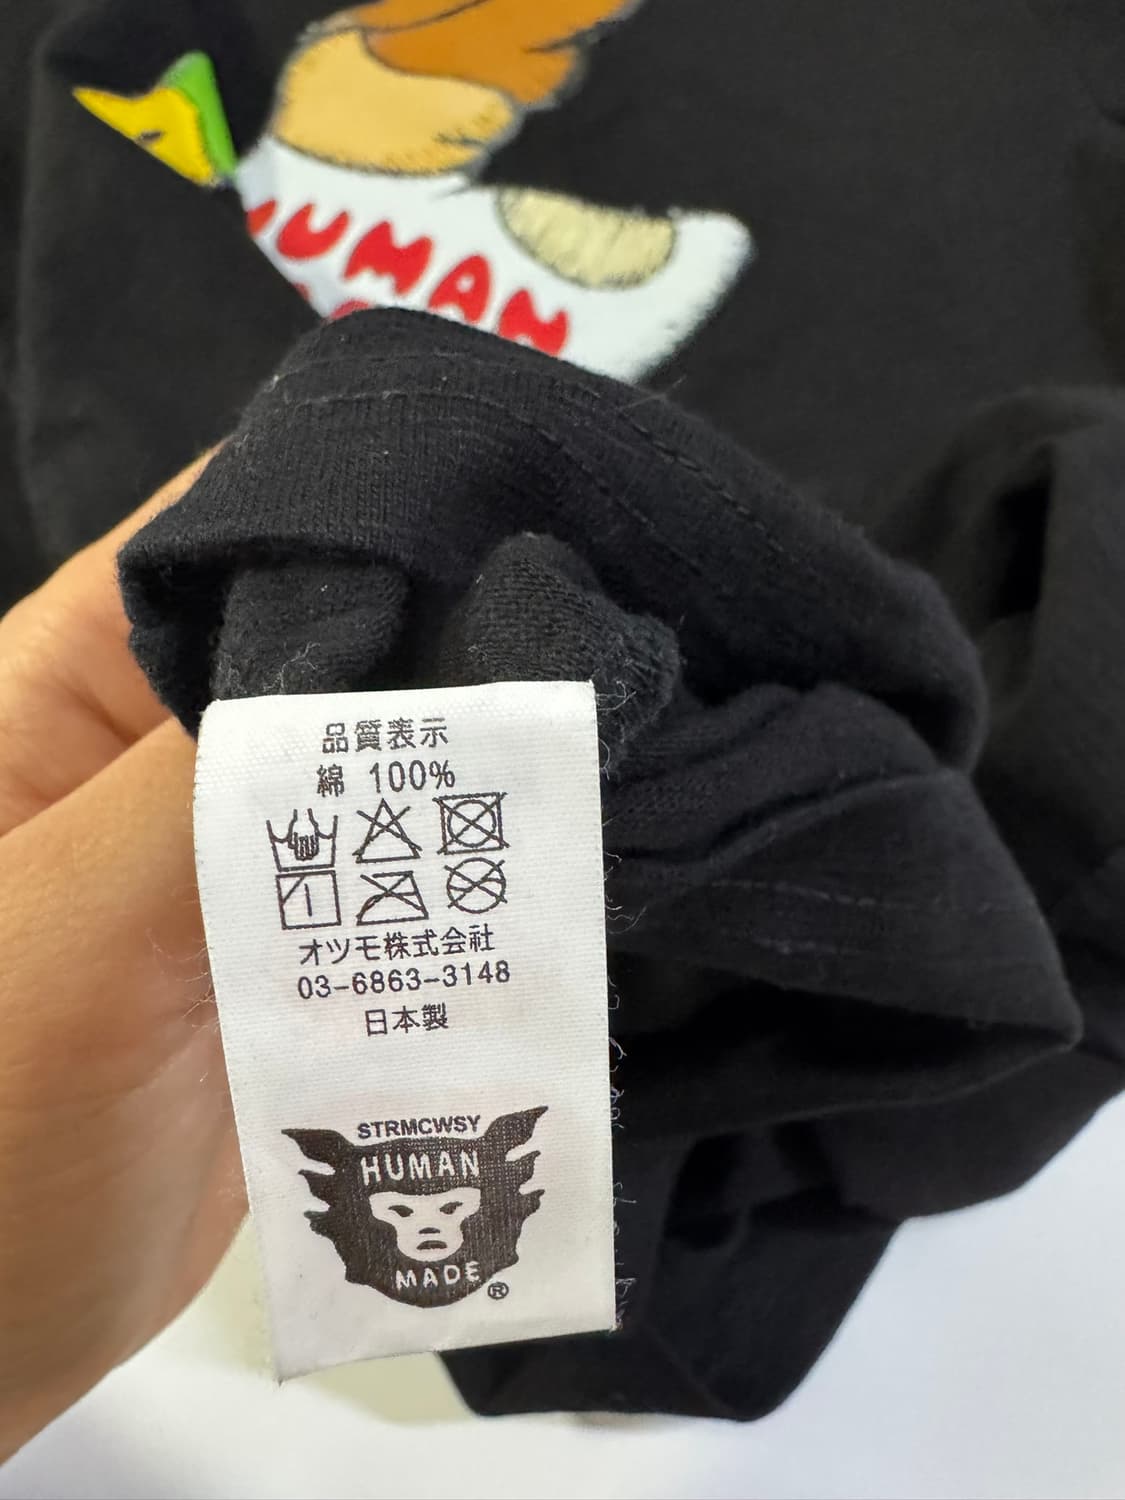 HUMAN
品質表示
綿 100%
オツモ株式会社
03-6863-3148
日本製
STRMCWSY
HUMAN
MADE
®